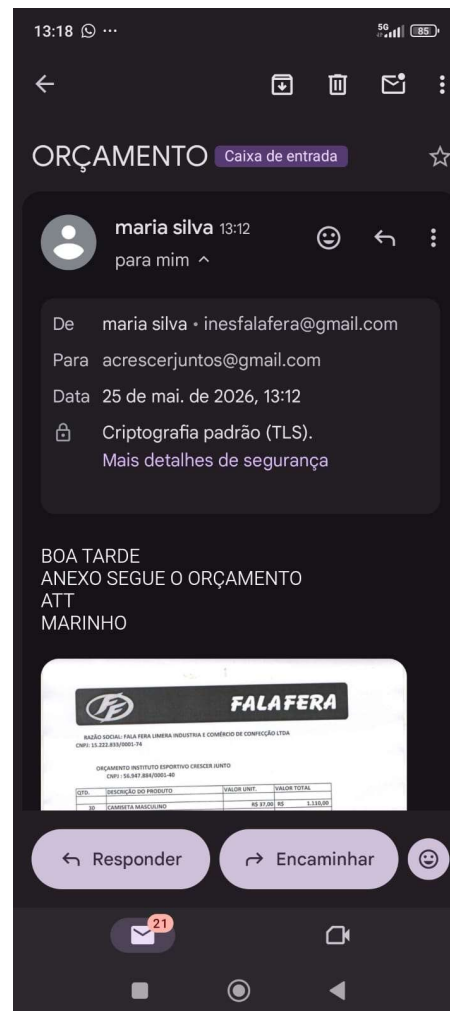 13:18
5G
85
ORÇAMENTO Caixa de entrada
maria silva 13:12
para mim
De maria silva • inesfalafera@gmail.com
Para acrescerjuntos@gmail.com
Data 25 de mai. de 2026, 13:12
Criptografia padrão (TLS).
Mais detalhes de segurança
BOA TARDE
ANEXO SEGUE O ORÇAMENTO
ATT
MARINHO
FF FALAFERA
RAZÃO SOCIAL: FALA FERA LIMERA INDUSTRIA E COMÉRCIO DE CONFECÇÃO LTDA
CNPJ: 15.222.833/0001-74
ORÇAMENTO INSTITUTO ESPORTIVO CRESCER JUNTO
CNPJ : 56.947.884/0001-40
QTD. DESCRIÇÃO DO PRODUTO VALOR UNIT. VALOR TOTAL
30 CAMISETA MASCULINO R$ 37,00 R$ 1.110,00
Responder Encaminhar
21